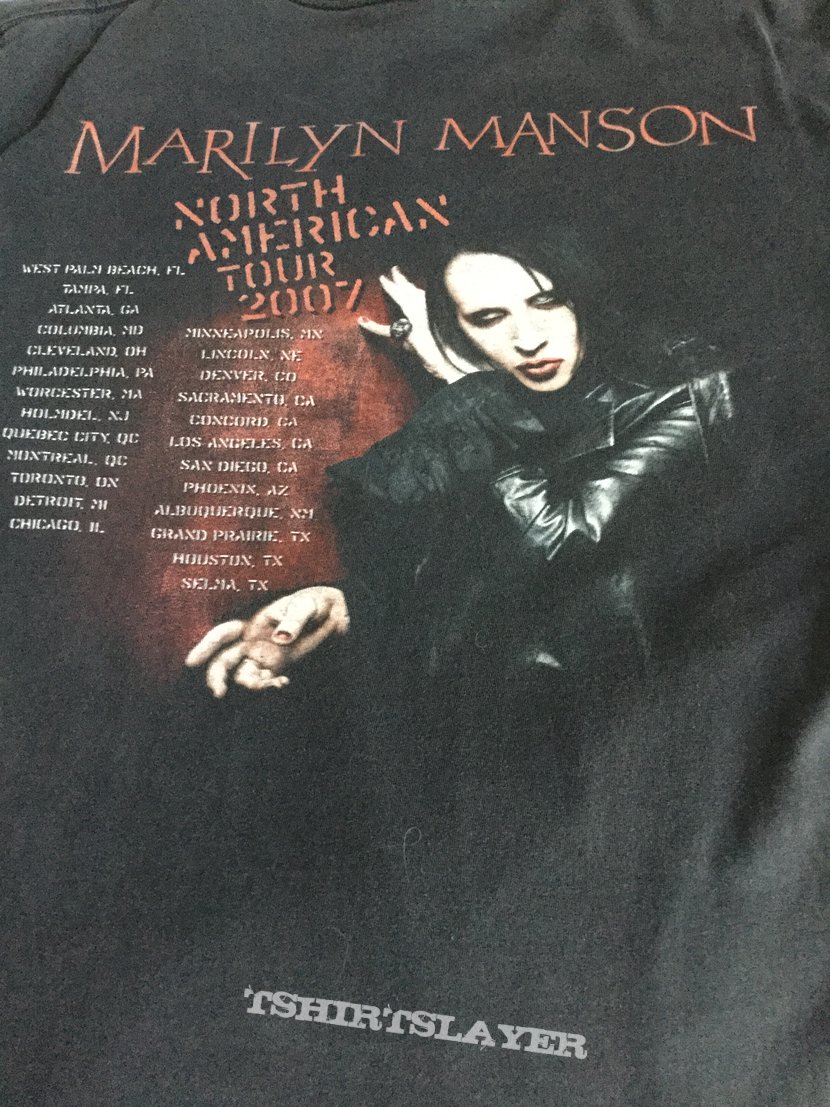 MARILYN MANSON
NORTH
AMERICAN
TOUR
2007
WEST PALM BEACH, FL
TAMPA, FL
ATLANTA, GA
COLUMBIA, MD
CLEVELAND, OH
PHILADELPHIA, PA
WORCESTER, MA
HOLMDEL, NJ
QUEBEC CITY, QC
MONTREAL, QC
TORONTO, ON
DETROIT, MI
CHICAGO, IL
MINNEAPOLIS, MN
LINCOLN, NE
DENVER, CO
SACRAMENTO, CA
CONCORD, CA
LOS ANGELES, CA
SAN DIEGO, CA
PHOENIX, AZ
ALBUQUERQUE, NM
GRAND PRAIRIE, TX
HOUSTON, TX
SELMA, TX
TSHIRTSLAYER